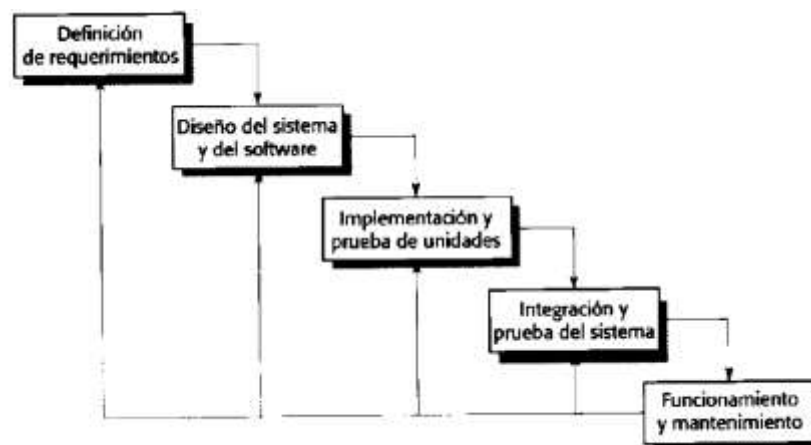 Definición
de requerimientos
Diseño del sistema
y del software
Implementación y
prueba de unidades
Integración y
prueba del sistema
Funcionamiento
y mantenimiento